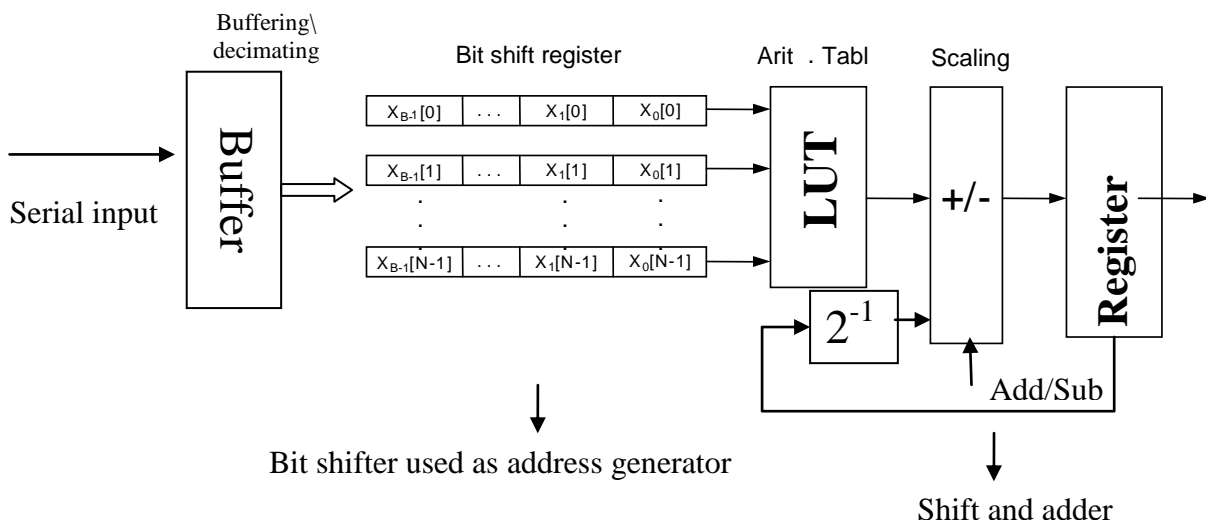 Buffering\
decimating
Bit shift register
Arit . Tabl
Scaling
Serial input
Buffer
X_{B-1}[0] . . . X_1[0] X_0[0]
X_{B-1}[1] . . . X_1[1] X_0[1]
. . .
. . .
. . .
X_{B-1}[N-1] . . . X_1[N-1] X_0[N-1]
LUT
+/-
Register
2^{-1}
Add/Sub
Bit shifter used as address generator
Shift and adder